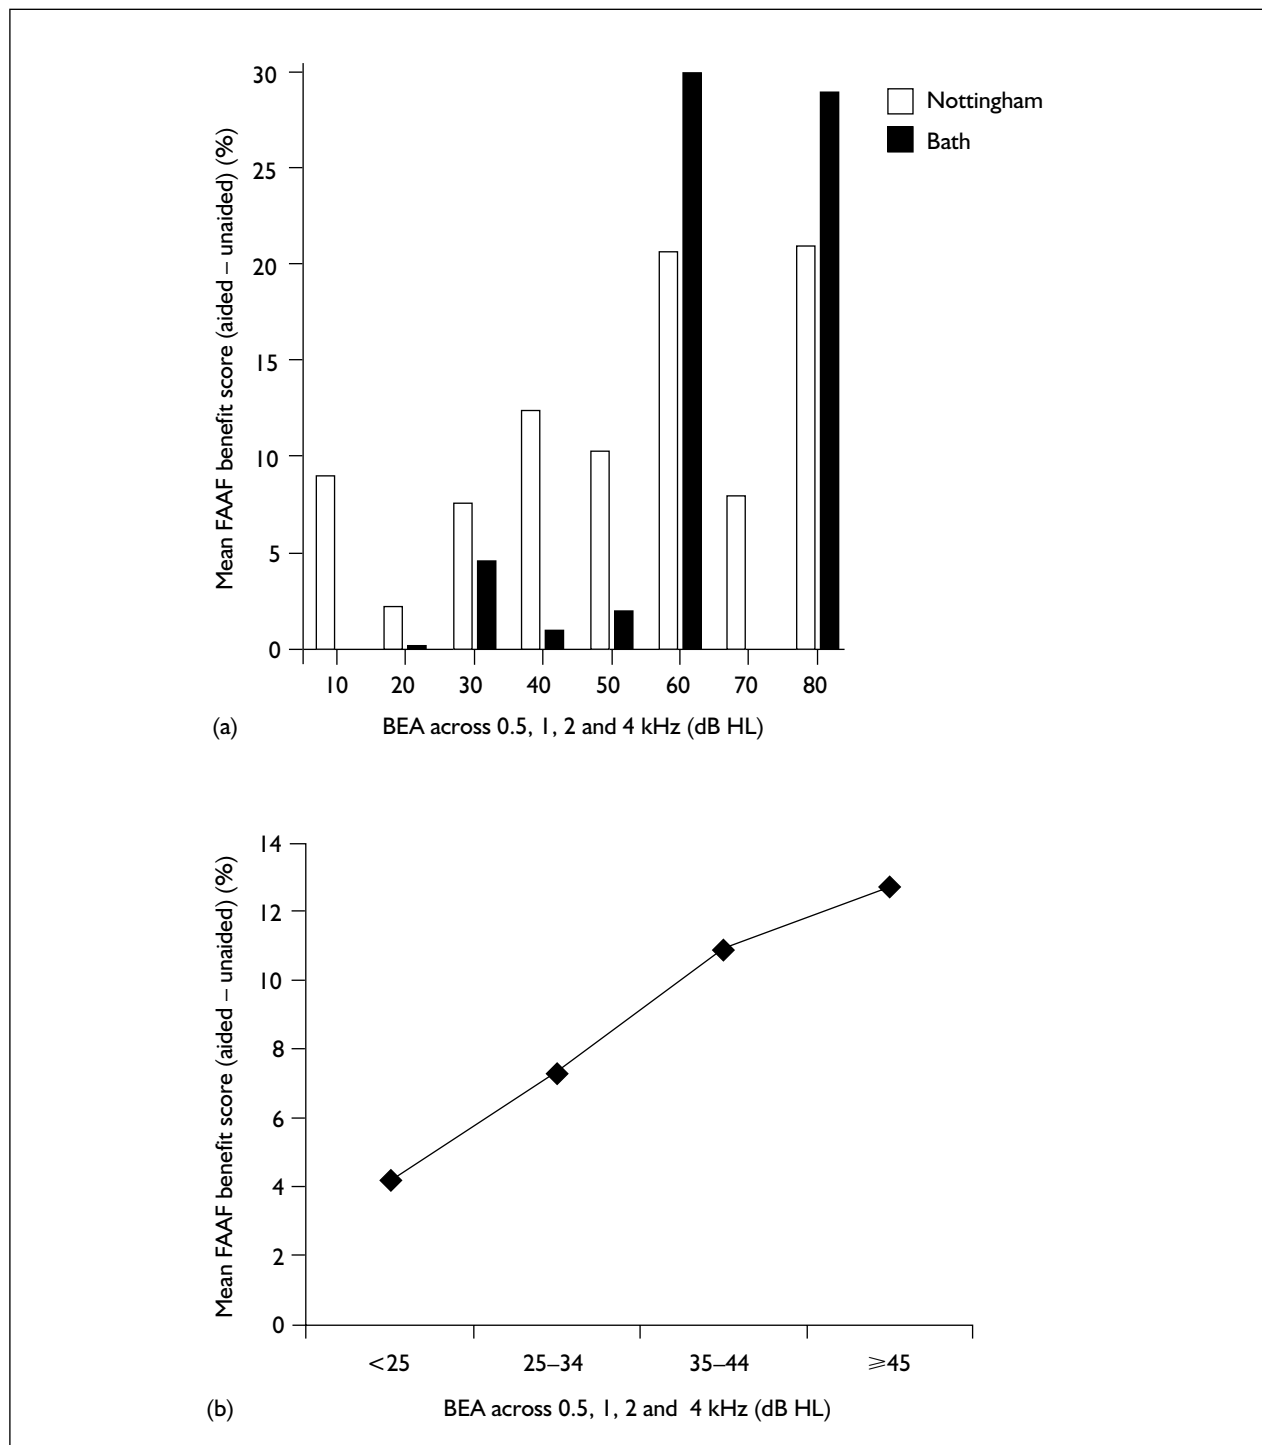 30
25
20
15
10
5
0
Mean FAAF benefit score (aided – unaided) (%)
Nottingham
Bath
10 20 30 40 50 60 70 80
(a) BEA across 0.5, 1, 2 and 4 kHz (dB HL)
14
12
10
8
6
4
2
0
Mean FAAF benefit score (aided – unaided) (%)
<25 25–34 35–44 ⩾45
(b) BEA across 0.5, 1, 2 and 4 kHz (dB HL)